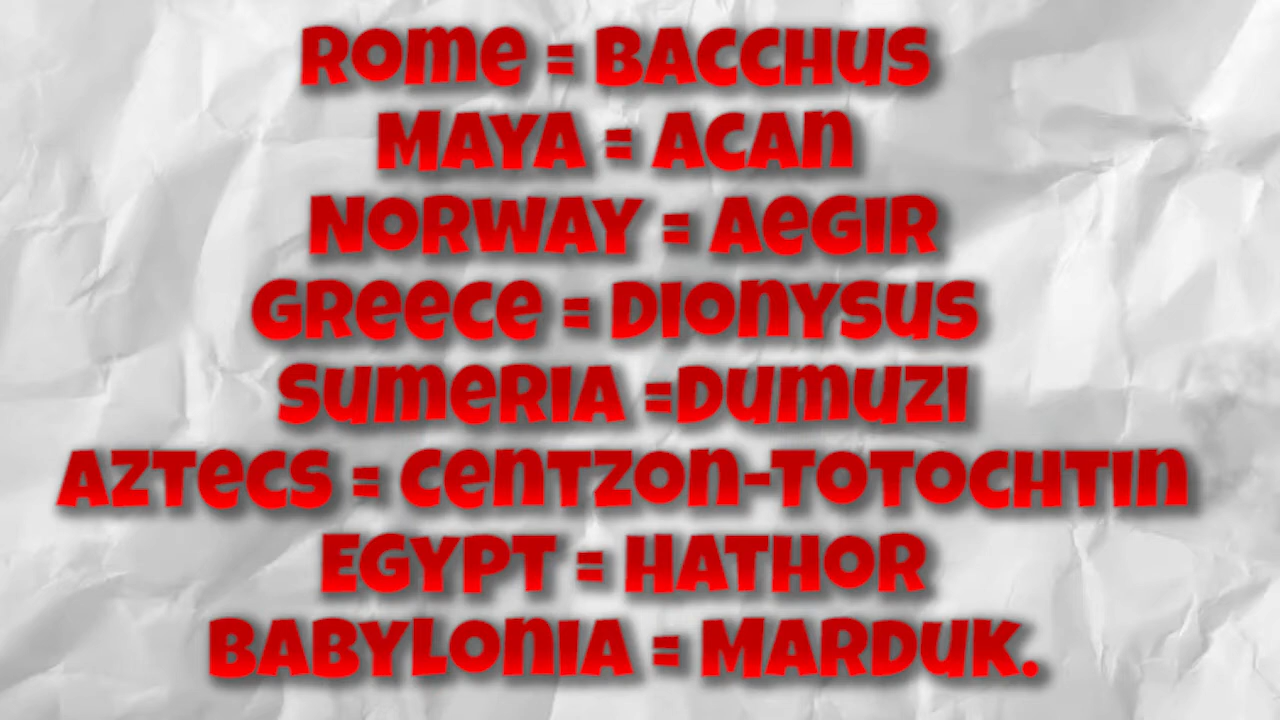 Rome = Bacchus
Maya = Acan
Norway = Aegir
Greece = Dionysus
Sumeria =Dumuzi
Aztecs = Centzon-Totochtin
Egypt = Hathor
Babylonia = Marduk.